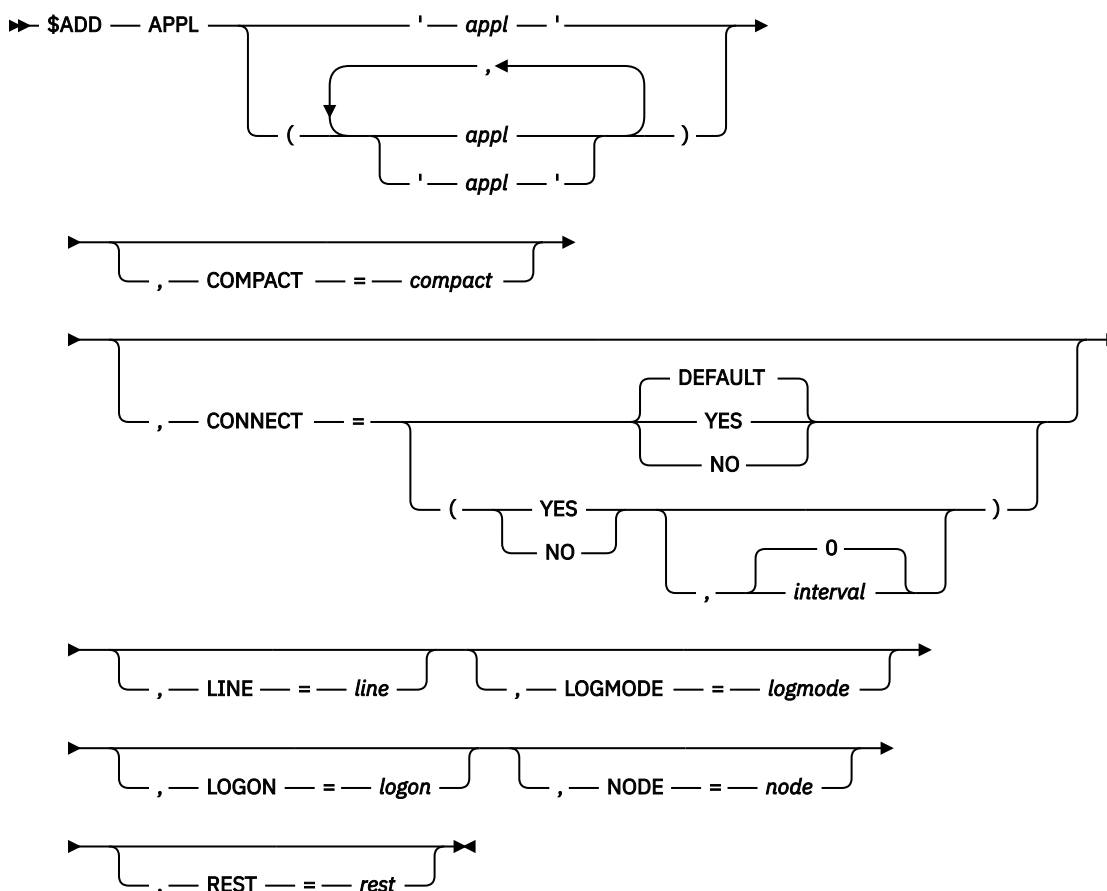 $ADD APPL ' appl '
,
( appl )
' appl '
, COMPACT = compact
DEFAULT
, CONNECT = YES
NO
( YES )
NO 0
, interval
, LINE = line , LOGMODE = logmode
, LOGON = logon , NODE = node
, REST = rest